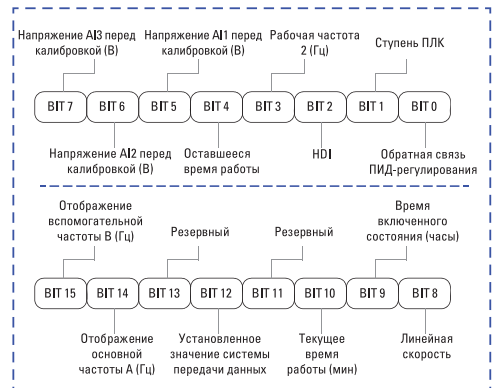 Напряжение AI3 перед
калибровкой (В)
Напряжение AI1 перед
калибровкой (В)
Рабочая частота
2 (Гц)
Ступень ПЛК
BIT 7
BIT 6
BIT 5
BIT 4
BIT 3
BIT 2
BIT 1
BIT 0
Напряжение AI2 перед
калибровкой (В)
Оставшееся
время работы
HDI
Обратная связь
ПИД-регулирования
Отображение
вспомогательной
частоты B (Гц)
Резервный
Резервный
Время
включенного
состояния (часы)
BIT 15
BIT 14
BIT 13
BIT 12
BIT 11
BIT 10
BIT 9
BIT 8
Отображение
основной
частоты A (Гц)
Установленное
значение системы
передачи данных
Текущее
время
работы (мин)
Линейная
скорость